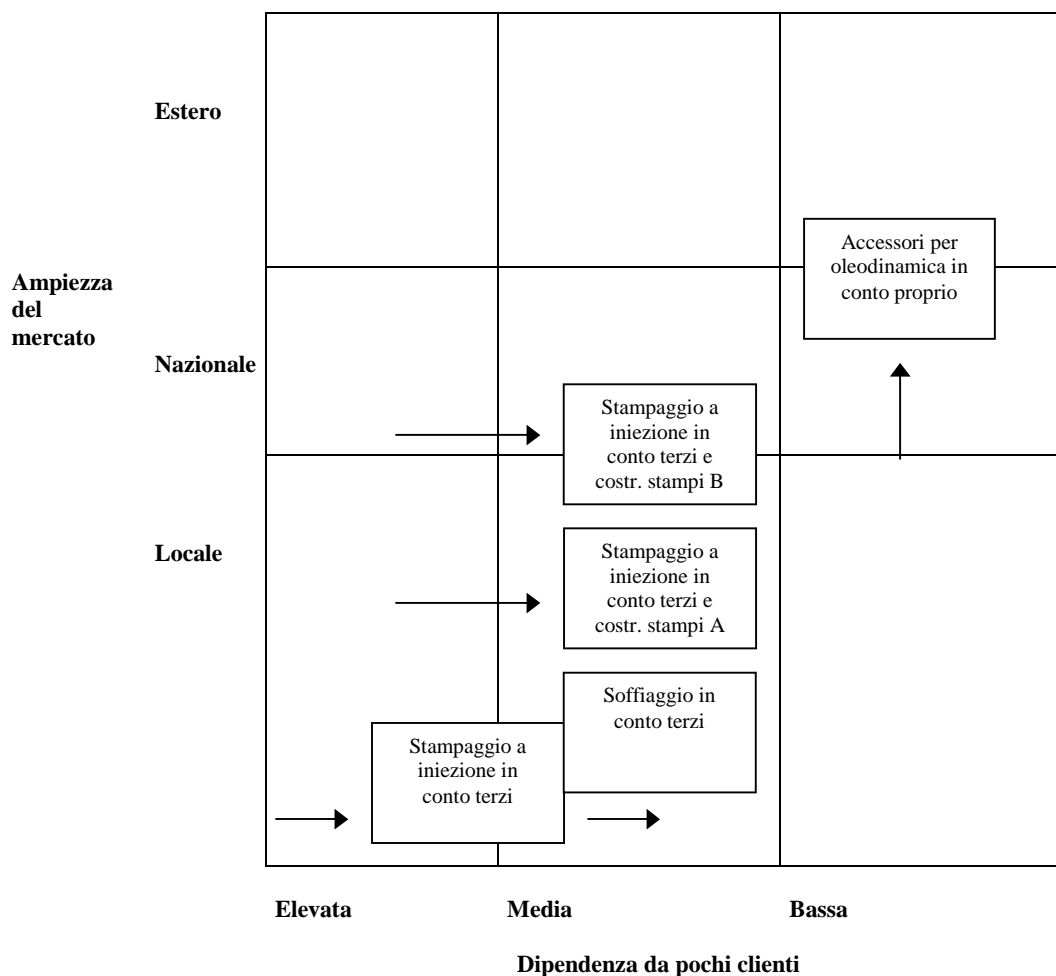 Estero
Accessori per
oleodinamica in
conto proprio
Ampiezza
del
mercato
Nazionale
Stampaggio a
iniezione in
conto terzi e
costr. stampi B
Locale
Stampaggio a
iniezione in
conto terzi e
costr. stampi A
Soffiaggio in
conto terzi
Stampaggio a
iniezione in
conto terzi
Elevata Media Bassa
Dipendenza da pochi clienti